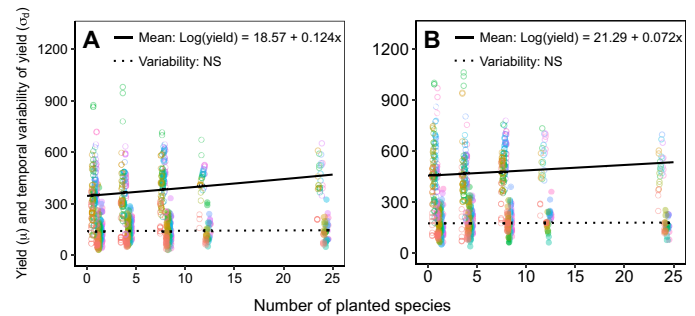 Yield (μ) and temporal variability of yield (σd)
A
Mean: Log(yield) = 18.57 + 0.124x
Variability: NS
1200
900
600
300
0
0 5 10 15 20 25
B
Mean: Log(yield) = 21.29 + 0.072x
Variability: NS
1200
900
600
300
0
0 5 10 15 20 25
Number of planted species